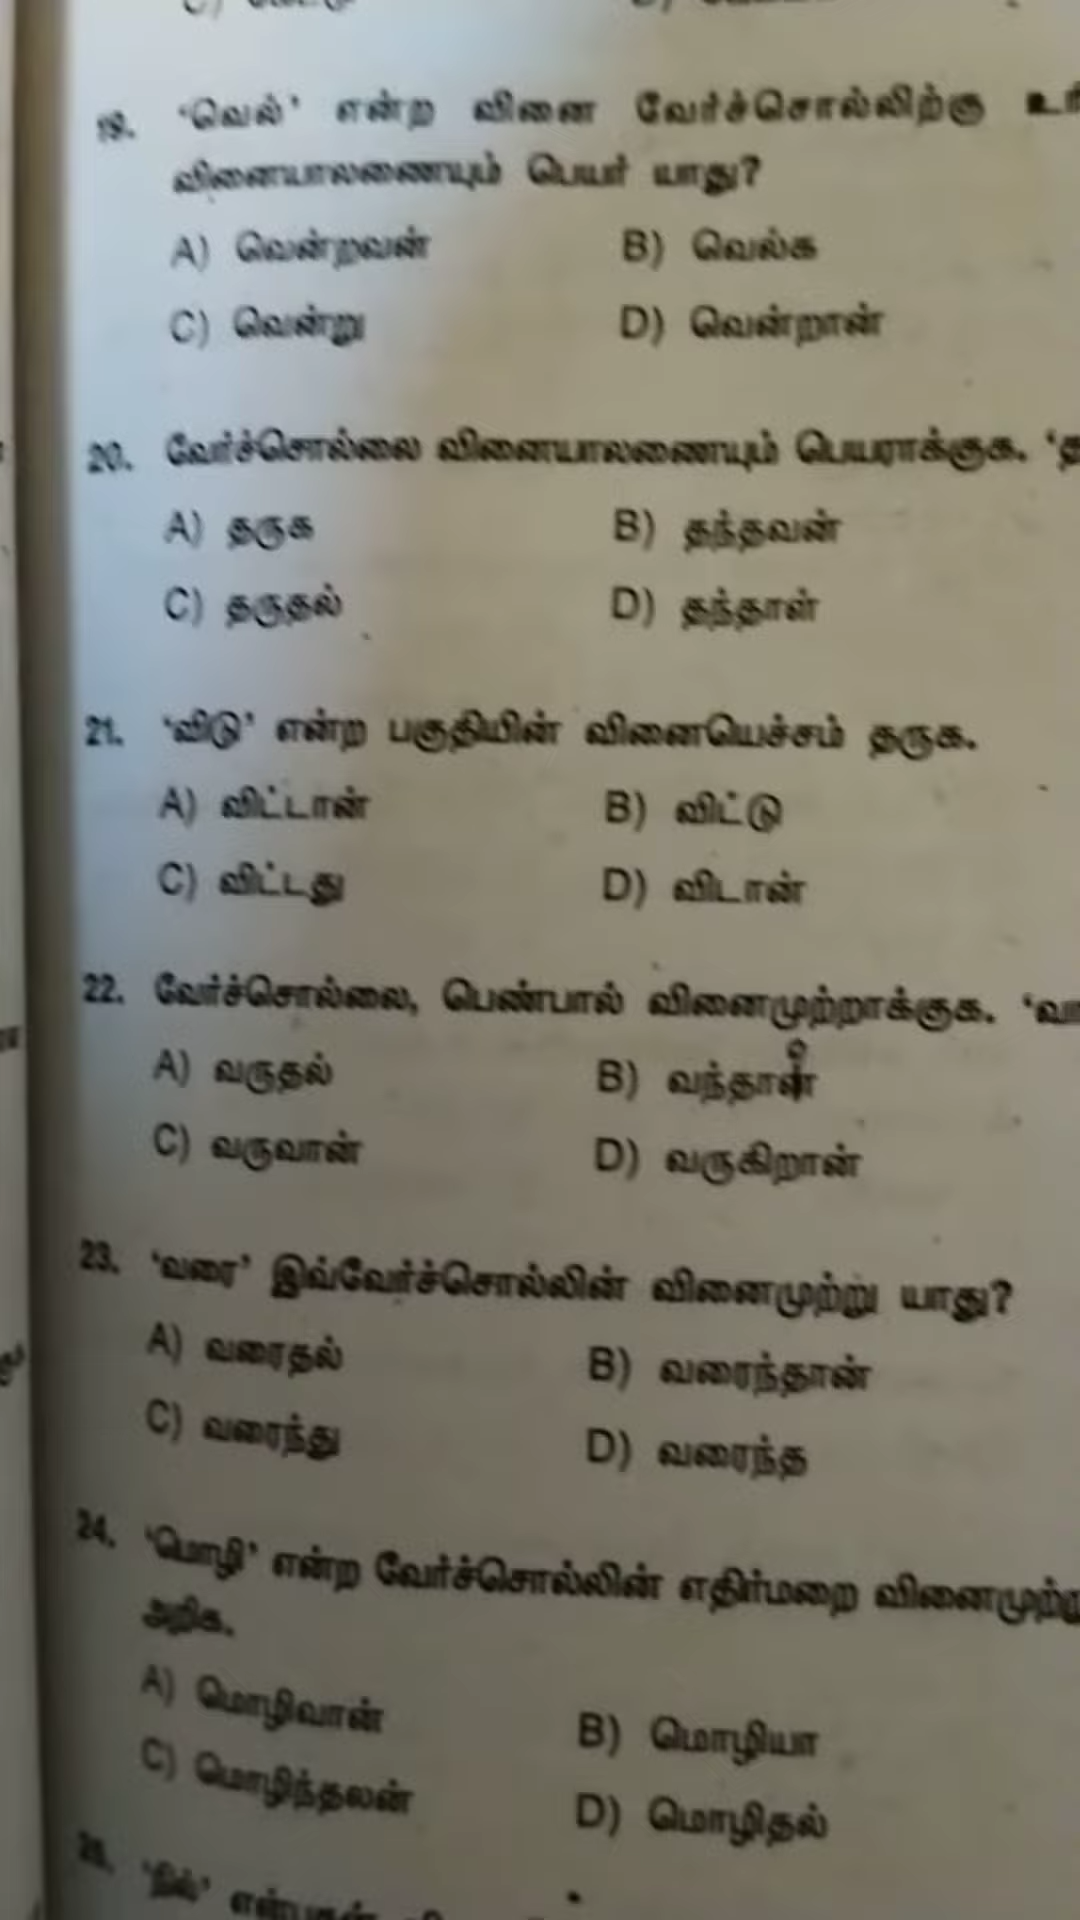 19. 'வெல்' என்ற வினை வேர்ச்சொல்லிற்கு
வினையாலணையும் பெயர் யாது?
A) வென்றவன் B) வெல்க
C) வென்று D) வென்றான்
20. வேர்ச்சொல்லை வினையாலணையும் பெயராக்குக.
A) தருக B) தந்தவன்
C) தருதல் D) தந்தாள்
21. 'விடு' என்ற பகுதியின் வினையெச்சம் தருக.
A) விட்டான் B) விட்டு
C) விட்டது D) விடான்
22. வேர்ச்சொல்லை, பெண்பால் வினைமுற்றாக்குக.
A) வருதல் B)
C) வருவான் D) வருகிறான்
23. 'வரை' இவ்வேர்ச்சொல்லின் வினைமுற்று யாது?
A) வரைதல் B) வரைந்தான்
C) வரைந்து D) வரைந்த
24. 'மொழி' என்ற வேர்ச்சொல்லின் எதிர்மறை வினைமுற்று
அறிக.
A) மொழிவான் B) மொழியா
C) மொழிந்தலன் D) மொழிதல்